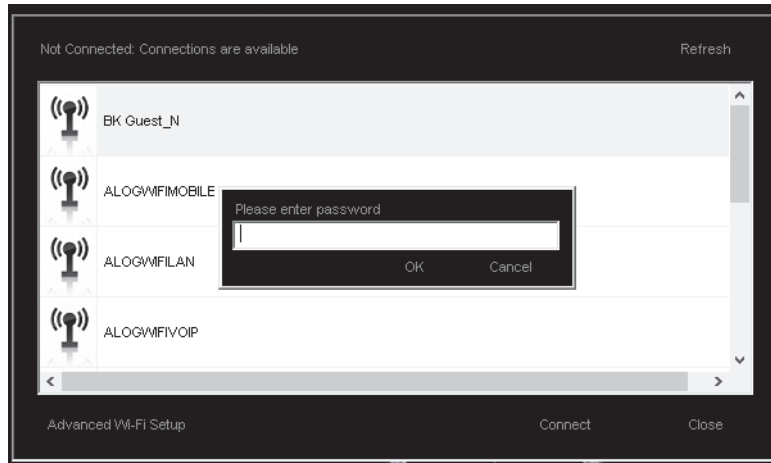 Not Connected: Connections are available
Refresh
BK Guest_N
ALOGWIFIMOBILE
Please enter password
ALOGWIFILAN
OK
Cancel
ALOGWIFIVOIP
Advanced Wi-Fi Setup
Connect
Close